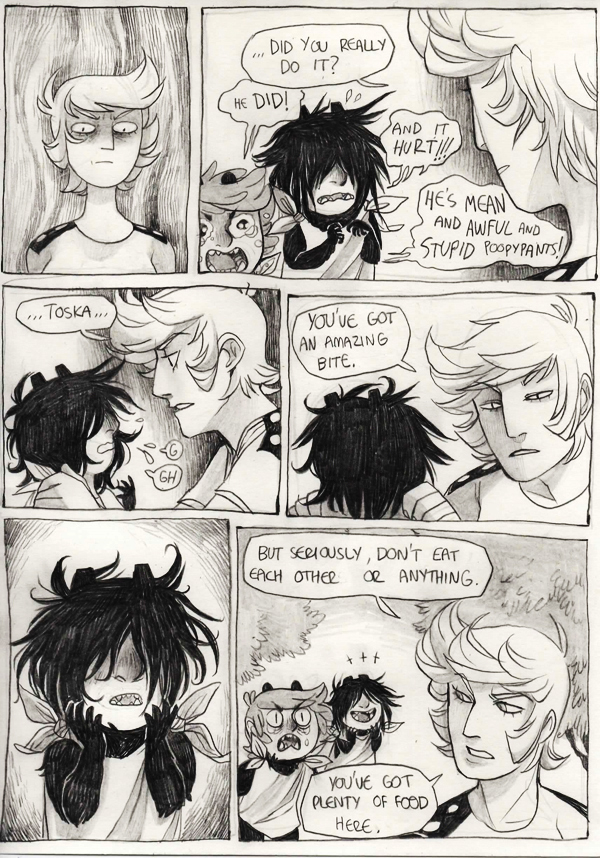 ...DID YOU REALLY
DO IT?
HE DID!
AND IT
HURT!!!
HE'S MEAN
AND AWFUL AND
STUPID POOPYPANTS!
...TOSKA...
-G
GH
YOU'VE GOT
AN AMAZING
BITE.
BUT SERIOUSLY, DON'T EAT
EACH OTHER OR ANYTHING.
YOU'VE GOT
PLENTY OF FOOD
HERE.